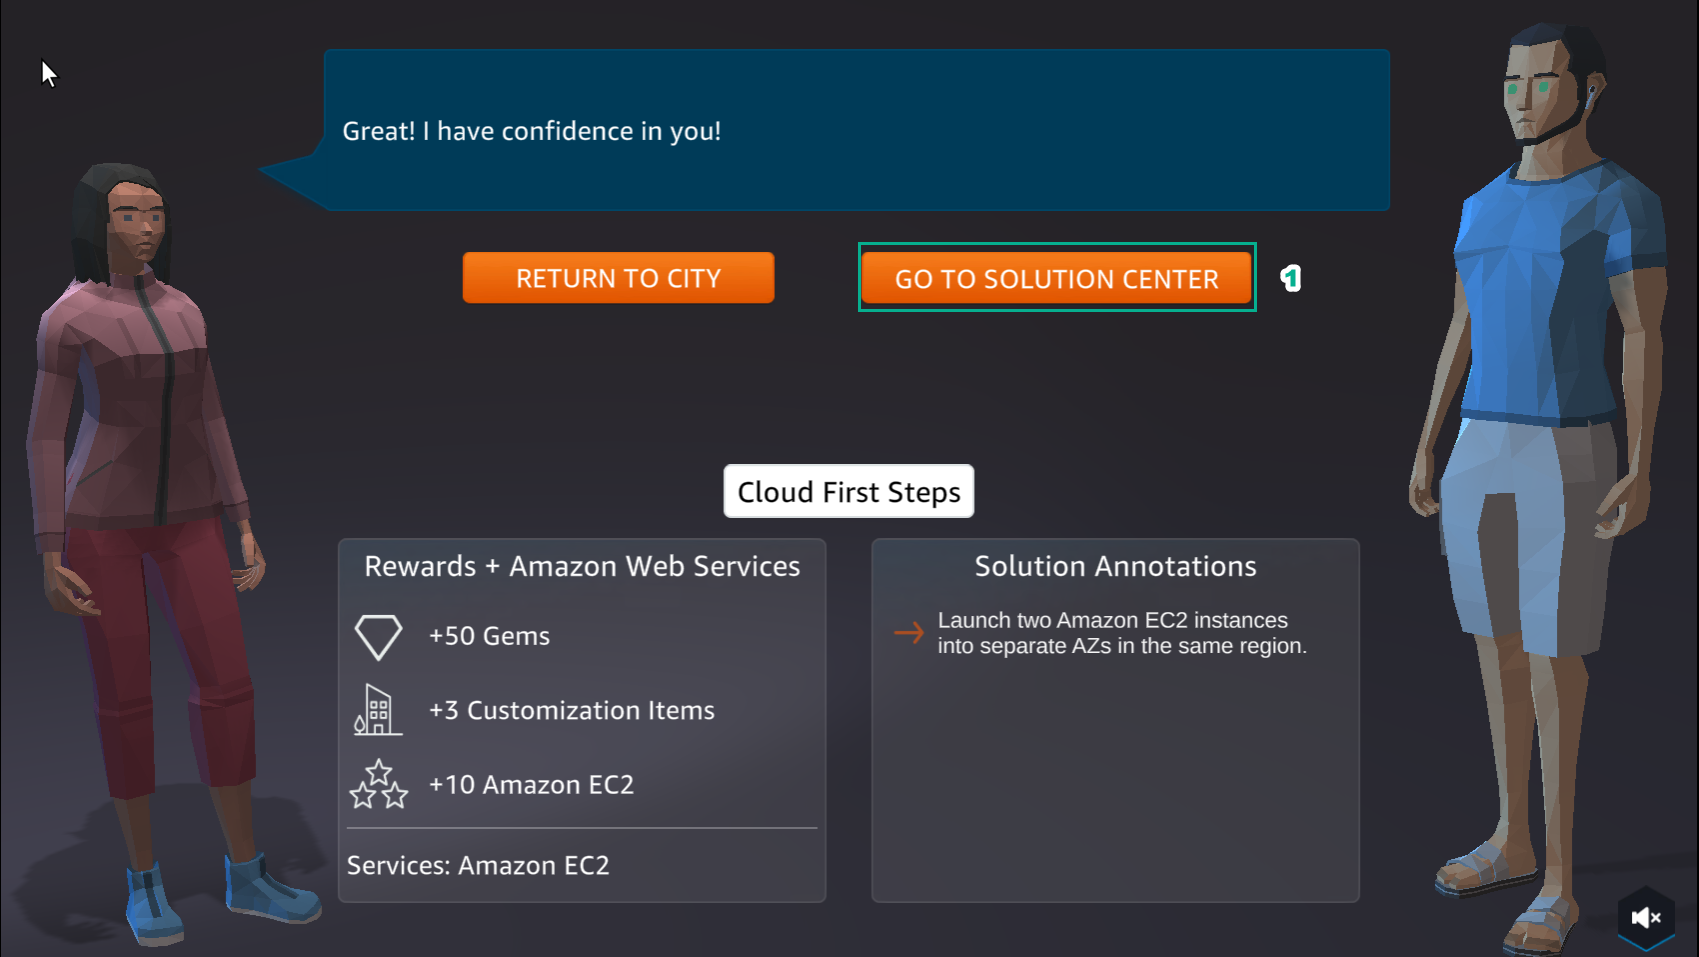 Great! I have confidence in you!
RETURN TO CITY
GO TO SOLUTION CENTER
1
Cloud First Steps
Rewards + Amazon Web Services
+50 Gems
+3 Customization Items
+10 Amazon EC2
Services: Amazon EC2
Solution Annotations
Launch two Amazon EC2 instances
into separate AZs in the same region.